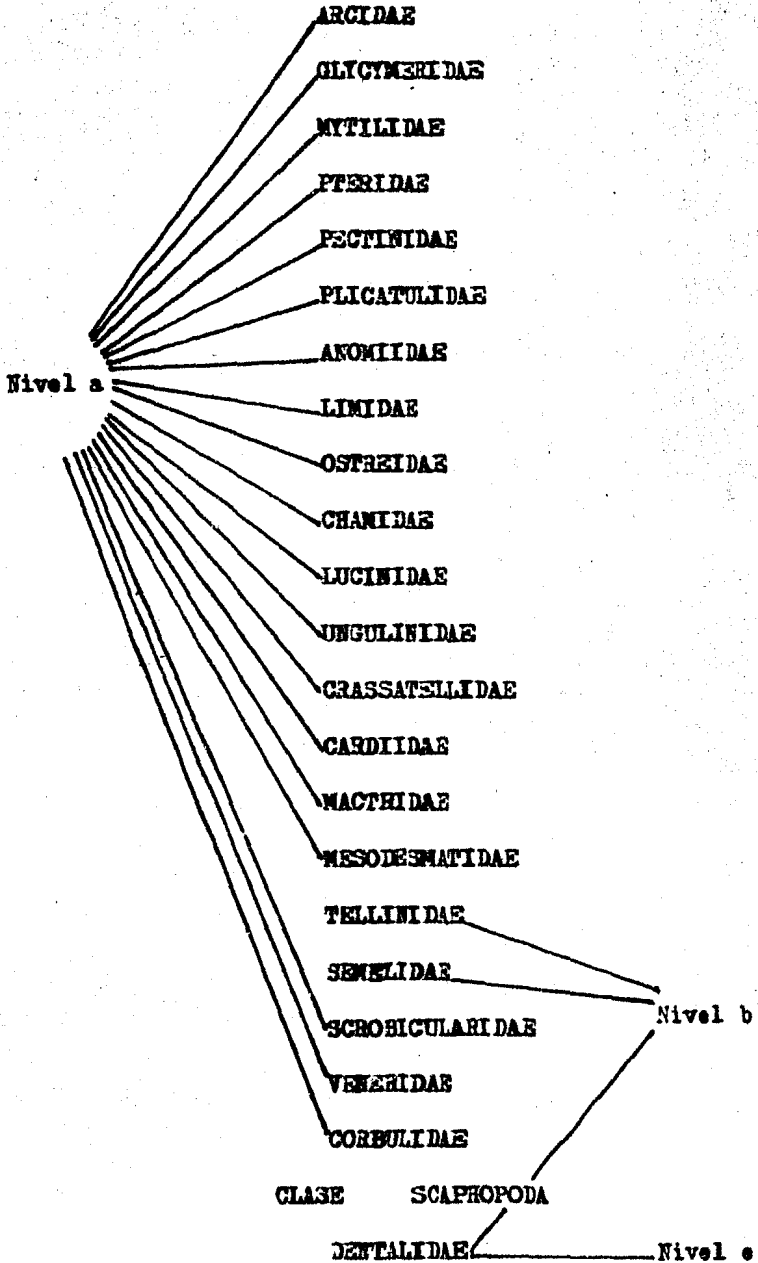 ARCIDAE
GLYCYMERIDAE
MYTILIDAE
PTERIDAE
PECTINIDAE
PLICATULIDAE
ANOMIIDAE
Nivel a
LIMIDAE
OSTREIDAE
CHAMIDAE
LUCINIDAE
UNGULINIDAE
CRASSATELLIDAE
CARDIIDAE
MACTRIDAE
MESODESMATIDAE
TELLINIDAE
SEMELIDAE
Nivel b
SCROBICULARIDAE
VENERIDAE
CORBULIDAE
CLASE SCAPHOPODA
DENTALIDAE Nivel e